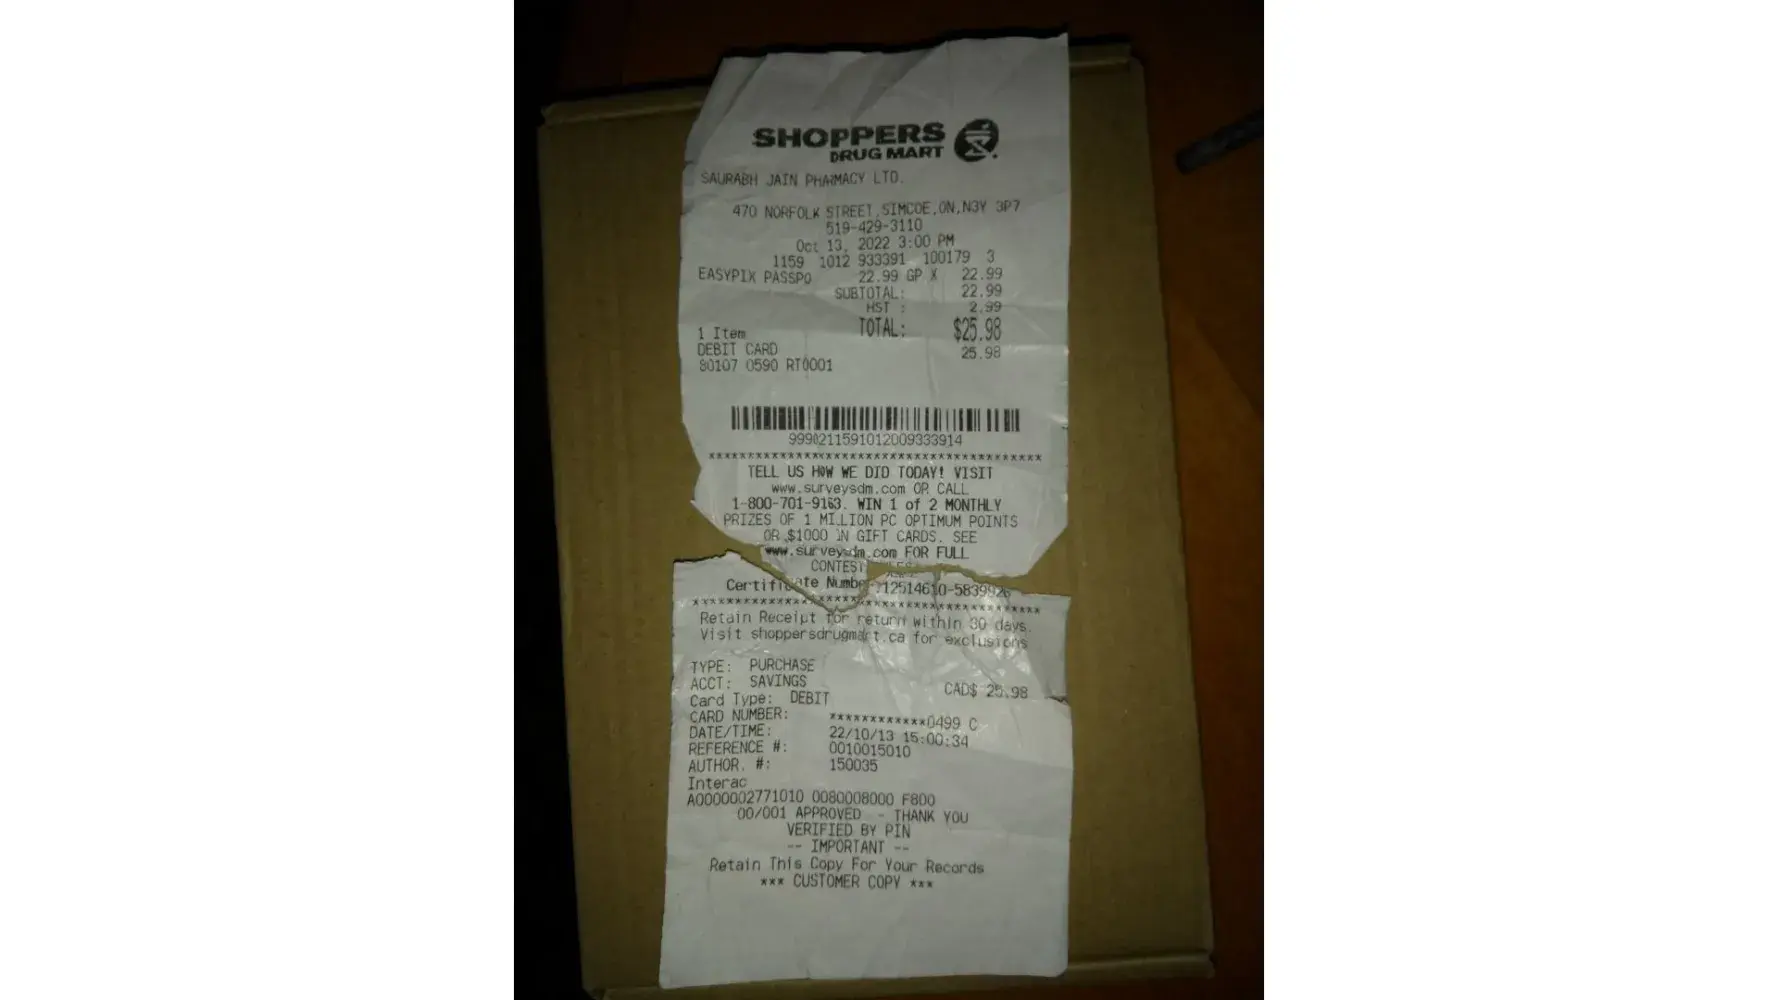 SHOPPERS
DRUG MART
SAURABH JAIN PHARMACY LTD.
470 NORFOLK STREET,SIMCOE,ON,N3Y 3P7
519-429-3110
Oct 13, 2022 3:00 PM
1159 1012 933391 100179 3
EASYPIX PASSPO 22.99 GP X 22.99
SUBTOTAL: 22.99
HST : 2.99
TOTAL: $25.98
1 Item
DEBIT CARD 25.98
80107 0590 RT0001
9990211591012009333914
****************************************
TELL US HOW WE DID TODAY! VISIT
www.surveysdm.com OR CALL
1-800-701-9163. WIN 1 of 2 MONTHLY
PRIZES OF 1 MILLION PC OPTIMUM POINTS
OR $1000 IN GIFT CARDS. SEE
www.surveysdm.com FOR FULL
CONTEST
Certificate Number 12514610-5839926
****************************************
Retain Receipt for return within 30 days.
Visit shoppersdrugmart.ca for exclusions
TYPE: PURCHASE
ACCT: SAVINGS CAD$ 25.98
Card Type: DEBIT
CARD NUMBER: ************0499 C
DATE/TIME: 22/10/13 15:00:34
REFERENCE #: 0010015010
AUTHOR. #: 150035
Interac
A0000002771010 0080008000 F800
00/001 APPROVED - THANK YOU
VERIFIED BY PIN
-- IMPORTANT --
Retain This Copy For Your Records
*** CUSTOMER COPY ***